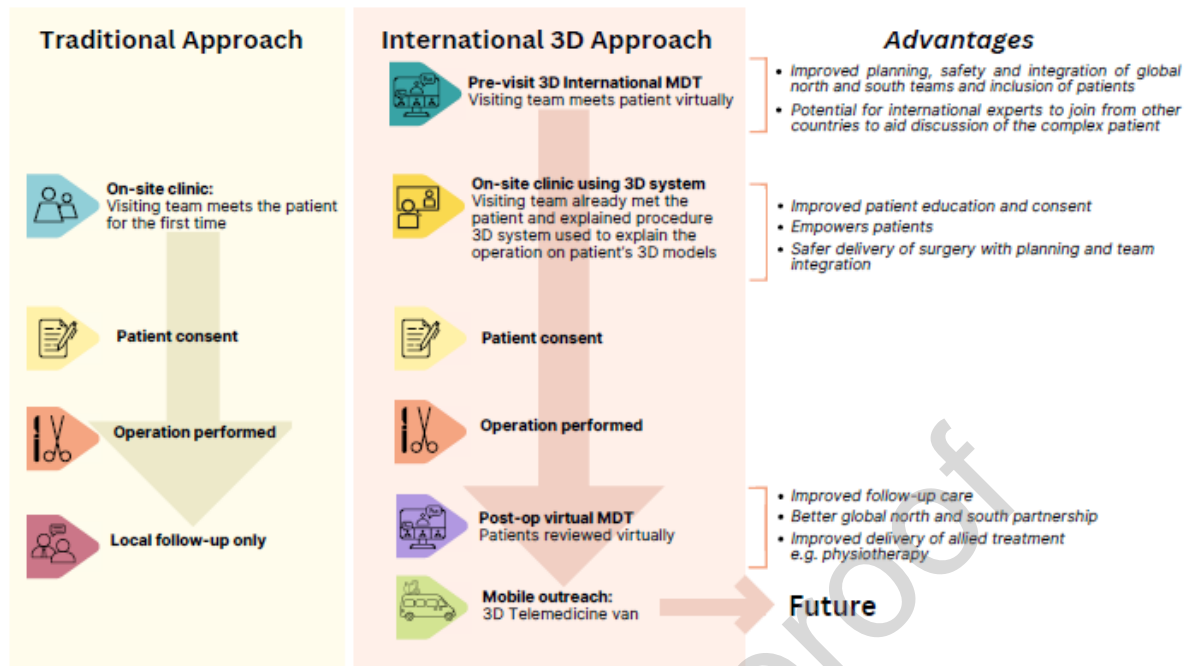 Traditional Approach
On-site clinic:
Visiting team meets the patient
for the first time
Patient consent
Operation performed
Local follow-up only
International 3D Approach
Pre-visit 3D International MDT
Visiting team meets patient virtually
On-site clinic using 3D system
Visiting team already met the
patient and explained procedure
3D system used to explain the
operation on patient's 3D models
Patient consent
Operation performed
Post-op virtual MDT
Patients reviewed virtually
Mobile outreach:
3D Telemedicine van
Advantages
• Improved planning, safety and integration of global
north and south teams and inclusion of patients
• Potential for international experts to join from other
countries to aid discussion of the complex patient
• Improved patient education and consent
• Empowers patients
• Safer delivery of surgery with planning and team
integration
• Improved follow-up care
• Better global north and south partnership
• Improved delivery of allied treatment
e.g. physiotherapy
Future
proof